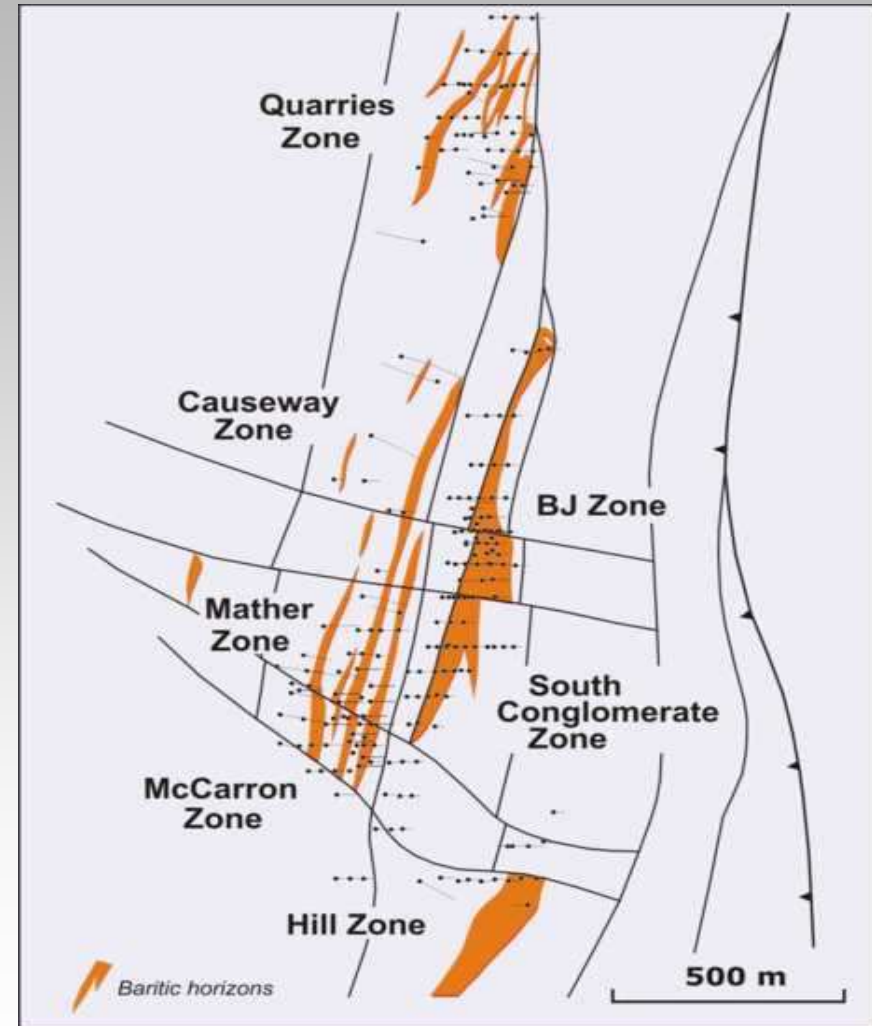 Quarries
Zone
Causeway
Zone
BJ Zone
Mather
Zone
South
Conglomerate
Zone
McCarron
Zone
Hill Zone
Baritic horizons
500 m